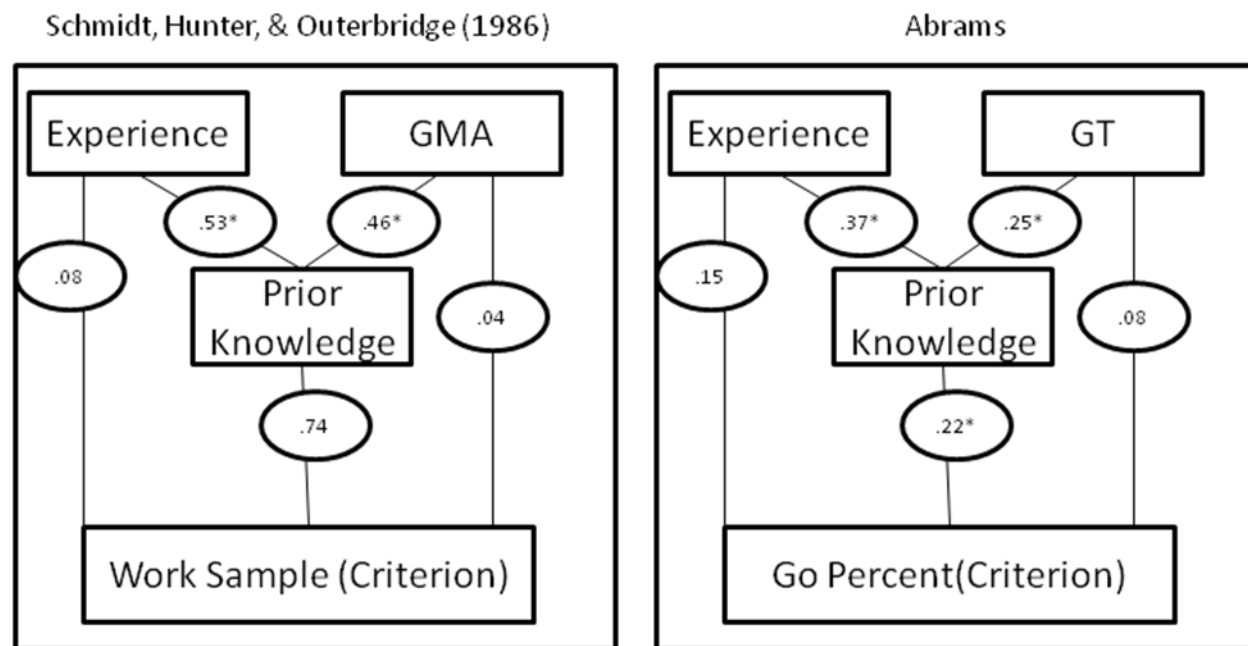 Schmidt, Hunter, & Outerbridge (1986)
Experience
GMA
.53*
.46*
.08
Prior
Knowledge
.04
.74
Work Sample (Criterion)
Abrams
Experience
GT
.37*
.25*
.15
Prior
Knowledge
.08
.22*
Go Percent(Criterion)